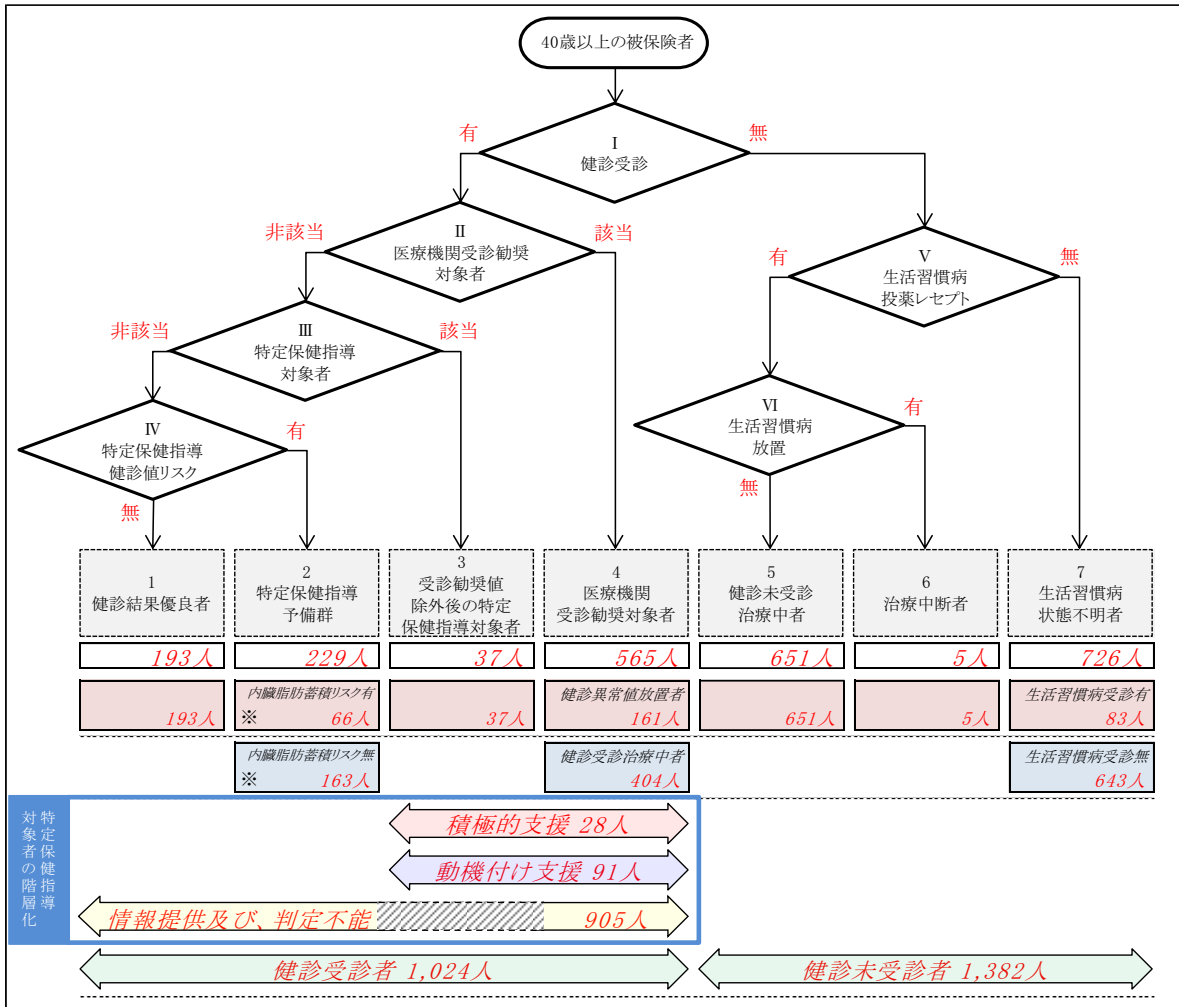 40歳以上の被保険者
有
無
Ⅰ
健診受診
非該当
該当
Ⅱ
医療機関受診勧奨
対象者
有
無
Ⅴ
生活習慣病
投薬レセプト
非該当
該当
Ⅲ
特定保健指導
対象者
Ⅵ
生活習慣病
放置
有
無
Ⅳ
特定保健指導
健診値リスク
有
無
1
健診結果優良者
2
特定保健指導
予備群
3
受診勧奨値
除外後の特定
保健指導対象者
4
医療機関
受診勧奨対象者
5
健診未受診
治療中者
6
治療中断者
7
生活習慣病
状態不明者
193人
229人
37人
565人
651人
5人
726人
193人
内臓脂肪蓄積リスク有
※ 66人
37人
健診異常値放置者
161人
651人
5人
生活習慣病受診有
83人
内臓脂肪蓄積リスク無
※ 163人
健診受診治療中者
404人
生活習慣病受診無
643人
特定保健指導
対象者の階層化
積極的支援 28人
動機付け支援 91人
情報提供及び、判定不能 905人
健診受診者 1,024人
健診未受診者 1,382人